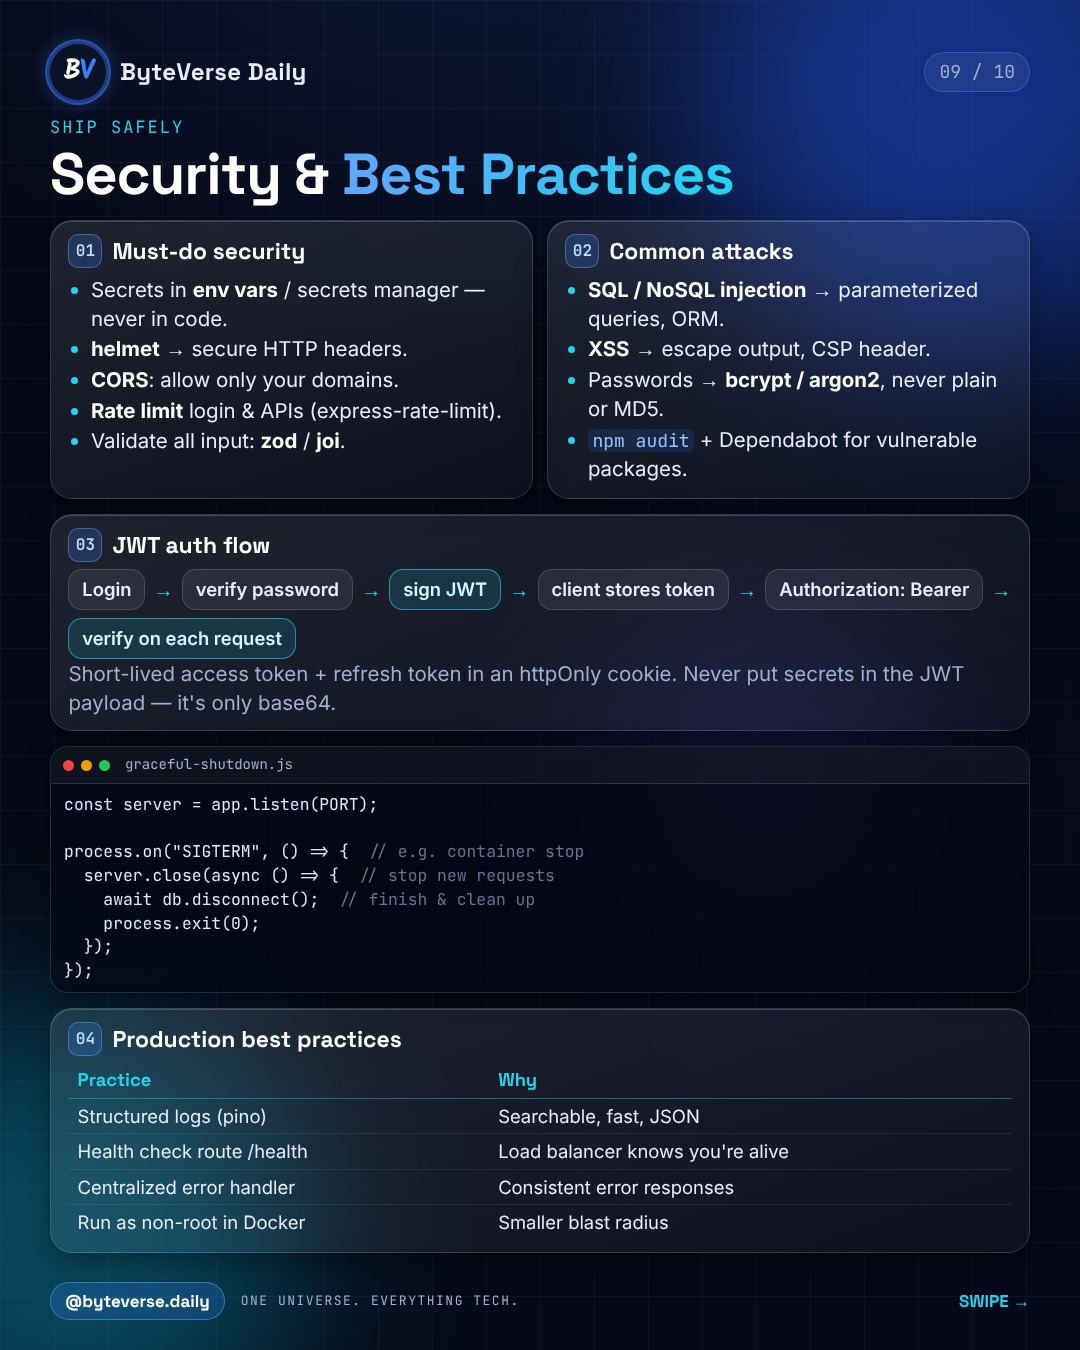 BV ByteVerse Daily
09 / 10
SHIP SAFELY
Security & Best Practices
01 Must-do security
• Secrets in env vars / secrets manager —
never in code.
• helmet → secure HTTP headers.
• CORS: allow only your domains.
• Rate limit login & APIs (express-rate-limit).
• Validate all input: zod / joi.
02 Common attacks
• SQL / NoSQL injection → parameterized
queries, ORM.
• XSS → escape output, CSP header.
• Passwords → bcrypt / argon2, never plain
or MD5.
• npm audit + Dependabot for vulnerable
packages.
03 JWT auth flow
Login → verify password → sign JWT → client stores token → Authorization: Bearer →
verify on each request
Short-lived access token + refresh token in an httpOnly cookie. Never put secrets in the JWT
payload — it's only base64.
graceful-shutdown.js
const server = app.listen(PORT);
process.on("SIGTERM", () => {  // e.g. container stop
  server.close(async () => {  // stop new requests
    await db.disconnect();  // finish & clean up
    process.exit(0);
  });
});
04 Production best practices
Practice Why
Structured logs (pino) Searchable, fast, JSON
Health check route /health Load balancer knows you're alive
Centralized error handler Consistent error responses
Run as non-root in Docker Smaller blast radius
@byteverse.daily ONE UNIVERSE. EVERYTHING TECH. SWIPE →